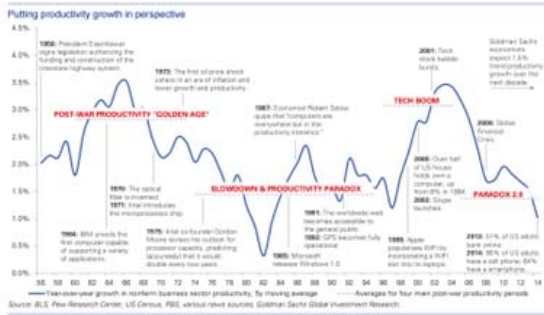 Putting productivity growth in perspective
4.5%
4.0%
3.5%
3.0%
2.5%
2.0%
1.5%
1.0%
0.5%
0.0%
1956: President Eisenhower
signs legislation authorizing the
funding and construction of the
interstate highway system.
POST-WAR PRODUCTIVITY "GOLDEN AGE"
1964: IBM unveils the
first computer capable
of supporting a variety
of applications.
1973: The first oil price shock
ushers in an era of inflation and
lower growth and productivity.
1970: The optical
fiber is invented.
1971: Intel introduces
the microprocessor chip.
1975: Intel co-founder Gordon
Moore revises his outlook for
processor capacity, predicting
(accurately) that it would
double every two years.
1987: Economist Robert Solow
quips that "computers are
everywhere but in the
productivity statistics."
SLOWDOWN & PRODUCTIVITY PARADOX
1985: Microsoft
releases Windows 1.0.
1991: The worldwide web
becomes accessible to
the general public.
1993: GPS becomes fully
operational.
1999: Apple
popularizes WiFi by
incorporating a WiFi
slot into its laptops.
2001: Tech
stock bubble
bursts.
TECH BOOM
2000: Over half
of US house
holds own a
computer, up
from 8% in 1984.
launches
Goldman Sachs
economists
expect 1.5%
trend productivity
growth over the
next decade.
2008: Global
Financial
Crisis.
PARADOX 2.0
2013: 51% of US adults
bank online.
2014: 90% of US adults
have a cell phone; 64%
have a smartphone.
56 58 60 62 64 66 68 70 72 74 76 78 80 82 84 86 88 90 92 94 96 98 00 02 04 06 08 10 12 14
Year-over-year growth in nonfarm business sector productivity, 5y moving average
Averages for four main post-war productivity periods
Source: BLS, Pew Research Center, US Census, PBS, various news sources, Goldman Sachs Global Investment Research.